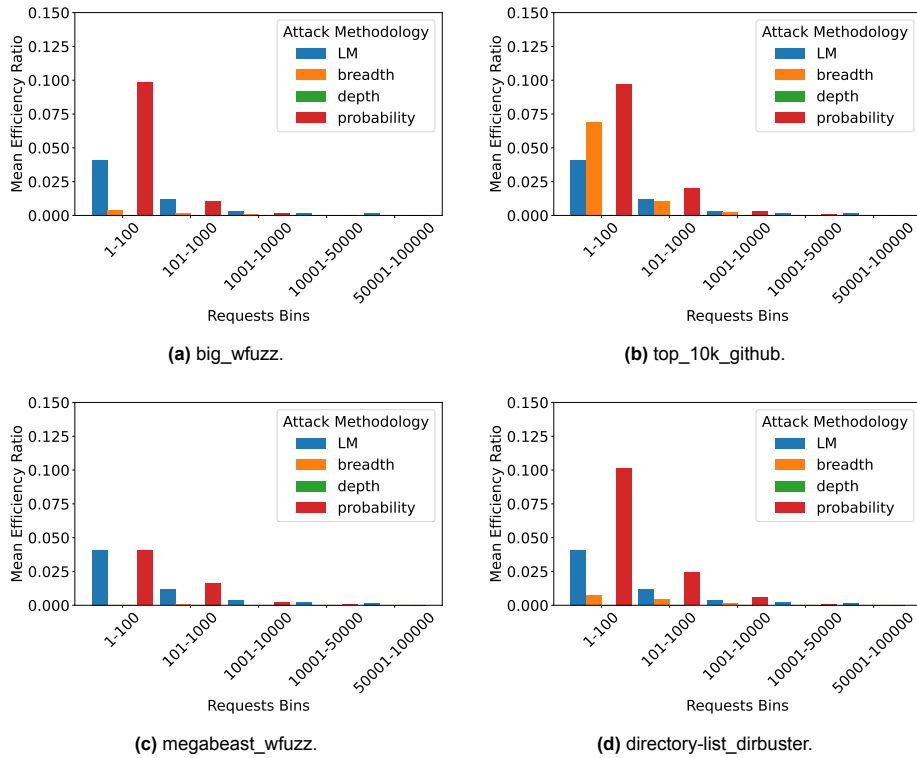 0.150
0.125
0.100
0.075
0.050
0.025
0.000
Mean Efficiency Ratio
Attack Methodology
LM
breadth
depth
probability
1-100
101-1000
1001-10000
10001-50000
50001-100000
Requests Bins
(a) big_wfuzz.
0.150
0.125
0.100
0.075
0.050
0.025
0.000
Mean Efficiency Ratio
Attack Methodology
LM
breadth
depth
probability
1-100
101-1000
1001-10000
10001-50000
50001-100000
Requests Bins
(b) top_10k_github.
0.150
0.125
0.100
0.075
0.050
0.025
0.000
Mean Efficiency Ratio
Attack Methodology
LM
breadth
depth
probability
1-100
101-1000
1001-10000
10001-50000
50001-100000
Requests Bins
(c) megabeast_wfuzz.
0.150
0.125
0.100
0.075
0.050
0.025
0.000
Mean Efficiency Ratio
Attack Methodology
LM
breadth
depth
probability
1-100
101-1000
1001-10000
10001-50000
50001-100000
Requests Bins
(d) directory-list_dirbuster.